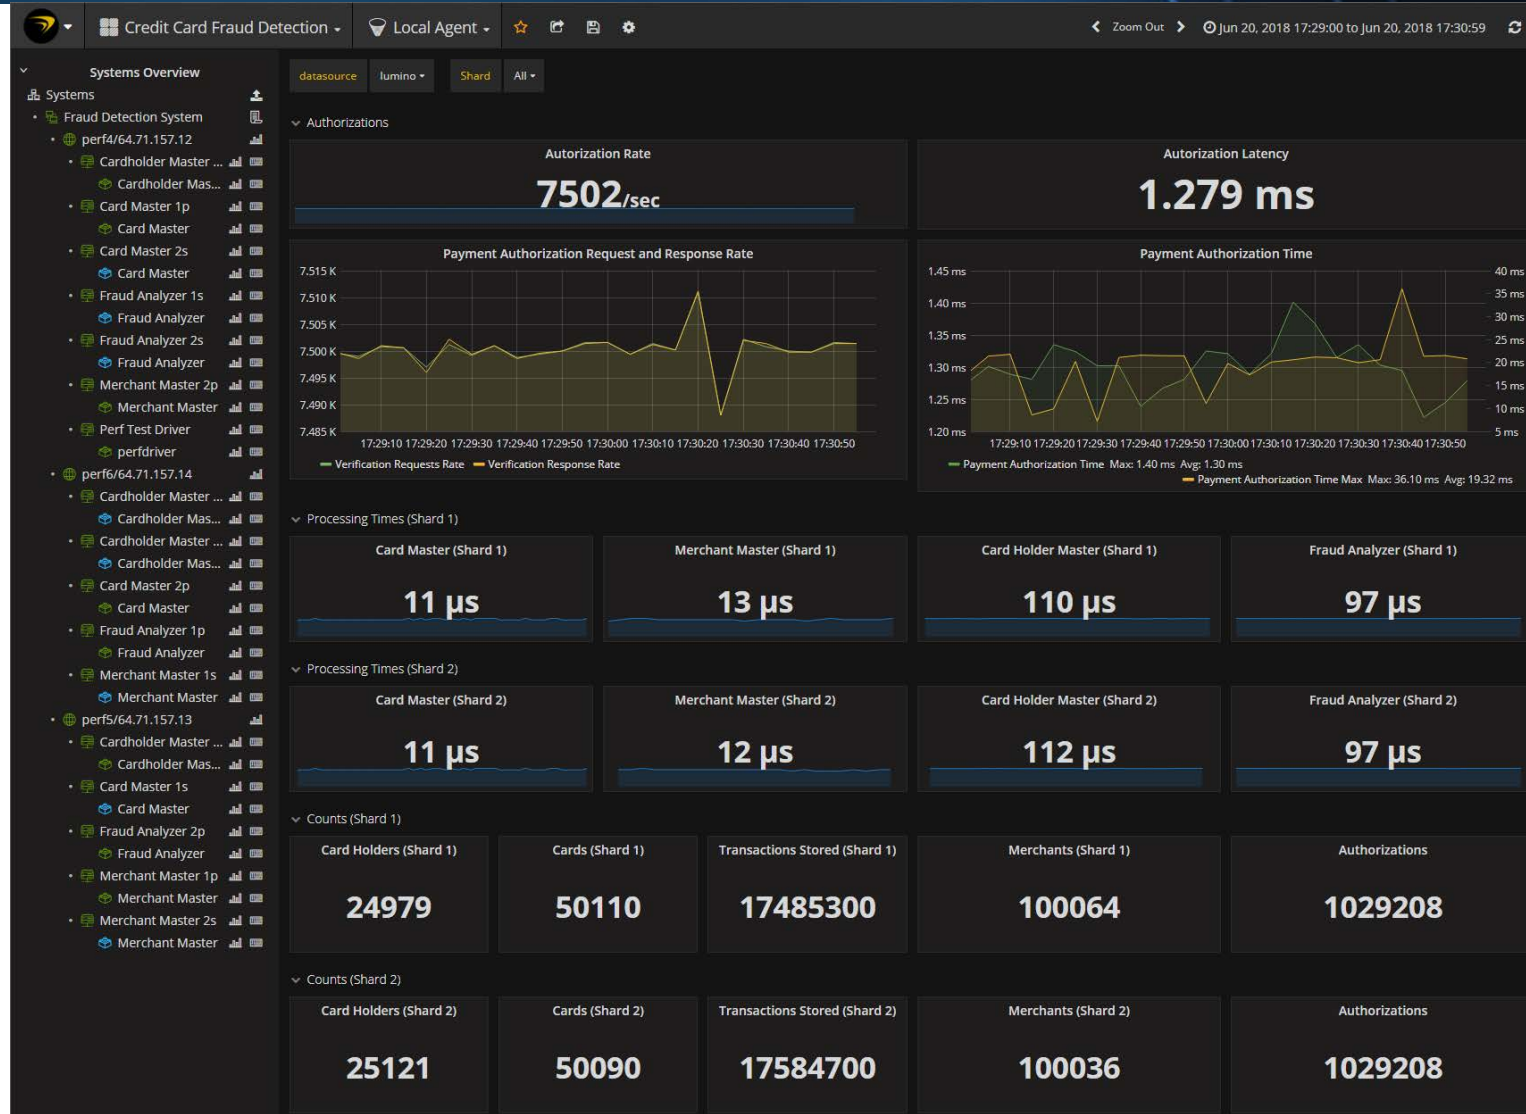 Credit Card Fraud Detection
Local Agent
Zoom Out
Jun 20, 2018 17:29:00 to Jun 20, 2018 17:30:59
Systems Overview
Systems
Fraud Detection System
perf4/64.71.157.12
Cardholder Master ...
Cardholder Mas...
Card Master 1p
Card Master
Card Master 2s
Card Master
Fraud Analyzer 1s
Fraud Analyzer
Fraud Analyzer 2s
Fraud Analyzer
Merchant Master 2p
Merchant Master
Perf Test Driver
perfdriver
perf6/64.71.157.14
Cardholder Master ...
Cardholder Mas...
Cardholder Master ...
Cardholder Mas...
Card Master 2p
Card Master
Fraud Analyzer 1p
Fraud Analyzer
Merchant Master 1s
Merchant Master
perf5/64.71.157.13
Cardholder Master ...
Cardholder Mas...
Card Master 1s
Card Master
Fraud Analyzer 2p
Fraud Analyzer
Merchant Master 1p
Merchant Master
Merchant Master 2s
Merchant Master
datasource lumino Shard All
Authorizations
Autorization Rate
7502/sec
Autorization Latency
1.279 ms
Payment Authorization Request and Response Rate
7.515 K
7.510 K
7.505 K
7.500 K
7.495 K
7.490 K
7.485 K
17:29:10 17:29:20 17:29:30 17:29:40 17:29:50 17:30:00 17:30:10 17:30:20 17:30:30 17:30:40 17:30:50
Verification Requests Rate Verification Response Rate
Payment Authorization Time
1.45 ms
1.40 ms
1.35 ms
1.30 ms
1.25 ms
1.20 ms
40 ms
35 ms
30 ms
25 ms
20 ms
15 ms
10 ms
5 ms
17:29:10 17:29:20 17:29:30 17:29:40 17:29:50 17:30:00 17:30:10 17:30:20 17:30:30 17:30:40 17:30:50
Payment Authorization Time Max: 1.40 ms Avg: 1.30 ms
Payment Authorization Time Max Max: 36.10 ms Avg: 19.32 ms
Processing Times (Shard 1)
Card Master (Shard 1)
11 µs
Merchant Master (Shard 1)
13 µs
Card Holder Master (Shard 1)
110 µs
Fraud Analyzer (Shard 1)
97 µs
Processing Times (Shard 2)
Card Master (Shard 2)
11 µs
Merchant Master (Shard 2)
12 µs
Card Holder Master (Shard 2)
112 µs
Fraud Analyzer (Shard 2)
97 µs
Counts (Shard 1)
Card Holders (Shard 1)
24979
Cards (Shard 1)
50110
Transactions Stored (Shard 1)
17485300
Merchants (Shard 1)
100064
Authorizations
1029208
Counts (Shard 2)
Card Holders (Shard 2)
25121
Cards (Shard 2)
50090
Transactions Stored (Shard 2)
17584700
Merchants (Shard 2)
100036
Authorizations
1029208